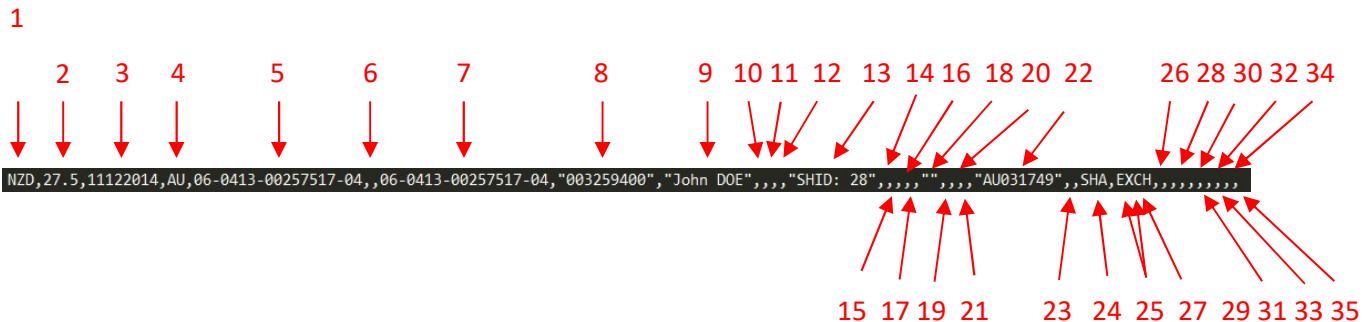 1
2 3 4 5 6 7 8 9 10 11 12 13 14 16 18 20 22 26 28 30 32 34
NZD,27.5,11122014,AU,06-0413-00257517-04,,06-0413-00257517-04,"003259400","John DOE",,,,"SHID: 28",,,,,"",,,,"AU031749",,SHA,EXCH,,,,,,,,,,
15 17 19 21 23 24 25 27 29 31 33 35